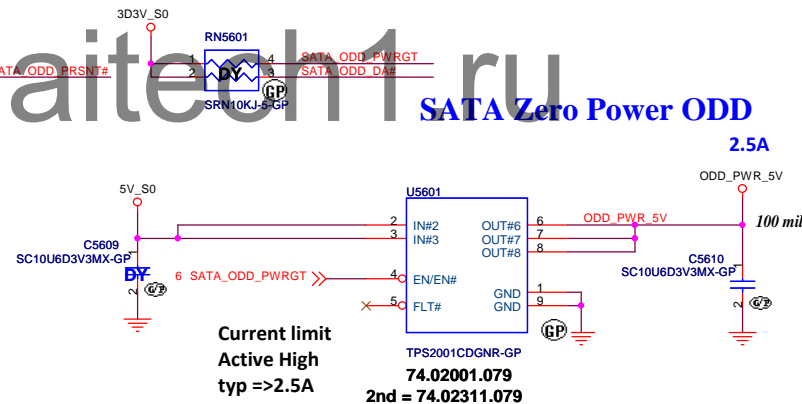 3D3V_S0
RN5601
1
4
SATA_ODD_PWRGT
ATA_ODD_PRSNT#
2
DY
3
SATA_ODD_DA#
GP
SRN10KJ-5-GP
aitech1.ru
SATA Zero Power ODD
2.5A
ODD_PWR_5V
5V_S0
U5601
2
IN#2
OUT#6
6
ODD_PWR_5V
100 mil
3
IN#3
OUT#7
7
OUT#8
8
C5609
SC10U6D3V3MX-GP
1
DY
2
G/P
C5610
SC10U6D3V3MX-GP
1
2
G/P
6 SATA_ODD_PWRGT
4
EN/EN#
GND
1
5
FLT#
GND
9
GP
Current limit
Active High
typ =>2.5A
TPS2001CDGNR-GP
74.02001.079
2nd = 74.02311.079